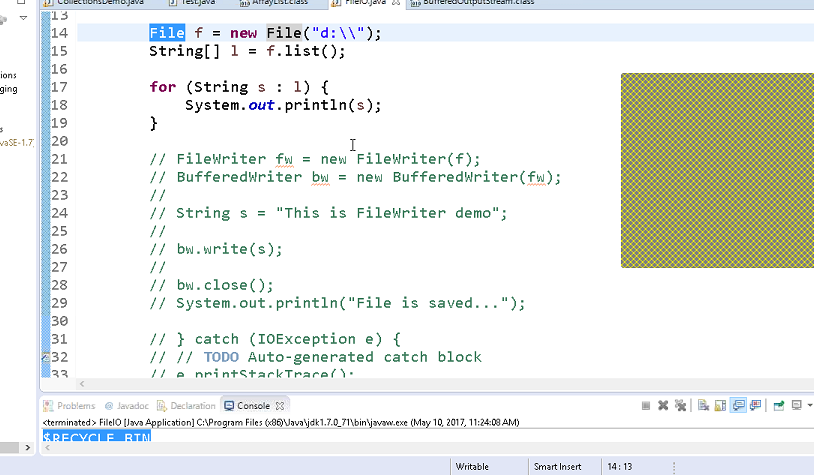 CollectionsDemo.java Test.java ArrayList.class FileIO.java BufferedOutputStream.class
13
14 File f = new File("d:\\");
15 String[] l = f.list();
16
17 for (String s : l) {
18 System.out.println(s);
19 }
20
21 // FileWriter fw = new FileWriter(f);
22 // BufferedWriter bw = new BufferedWriter(fw);
23 //
24 // String s = "This is FileWriter demo";
25 //
26 // bw.write(s);
27 //
28 // bw.close();
29 // System.out.println("File is saved...");
30
31 // } catch (IOException e) {
32 // // TODO Auto-generated catch block
33 // e.printStackTrace();
ions
ging
s
vaSE-1.7]
Problems @ Javadoc Declaration Console
<terminated> FileIO [Java Application] C:\Program Files (x86)\Java\jdk1.7.0_71\bin\javaw.exe (May 10, 2017, 11:24:08 AM)
$RECYCLE.BIN
Writable Smart Insert 14 : 13